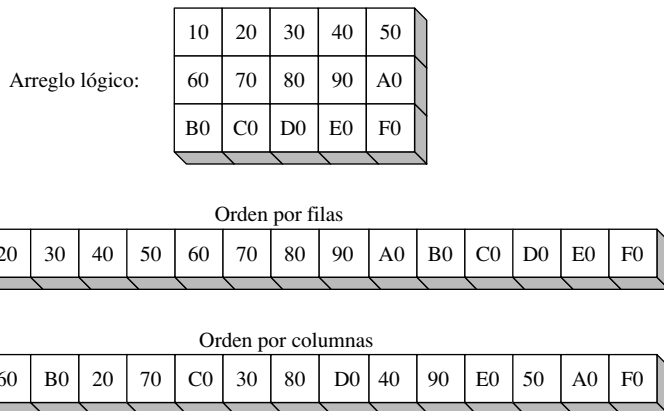 10 20 30 40 50
Arreglo lógico: 60 70 80 90 A0
B0 C0 D0 E0 F0
Orden por filas
20 30 40 50 60 70 80 90 A0 B0 C0 D0 E0 F0
Orden por columnas
60 B0 20 70 C0 30 80 D0 40 90 E0 50 A0 F0